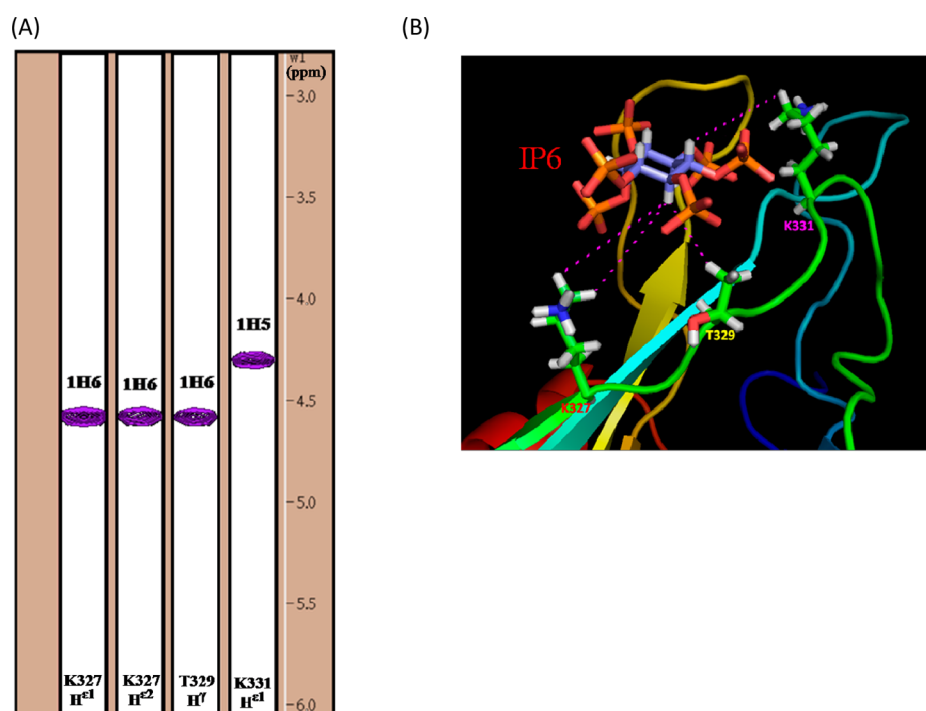 (A)
(B)
w1
(ppm)
3.0
3.5
4.0
4.5
5.0
5.5
6.0
1H6
1H6
1H6
1H5
K327
Hε1
K327
Hε2
T329
Hγ
K331
Hε1
IP6
K331
T329
K327